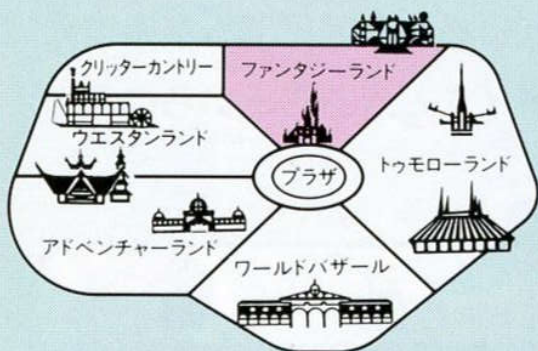 クリッターカントリー
ファンタジーランド
ウエスタンランド
トゥモローランド
プラザ
アドベンチャーランド
ワールドバザール